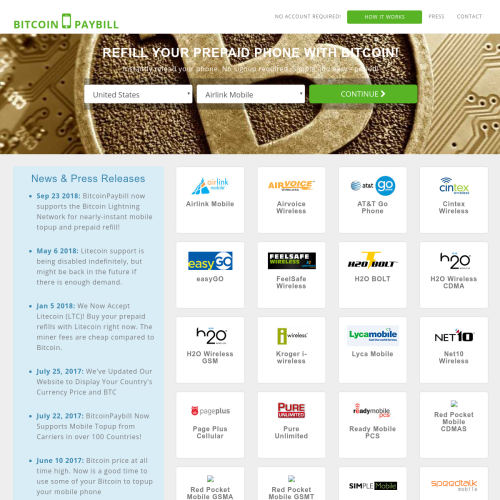 BITCOIN PAYBILL
NO ACCOUNT REQUIRED!
HOW IT WORKS
PRESS
CONTACT
REFILL YOUR PREPAID PHONE WITH BITCOIN!
United States
Airlink Mobile
CONTINUE
News & Press Releases
Sep 23 2018: BitcoinPaybill now
supports the Bitcoin Lightning
Network for nearly-instant mobile
topup and prepaid refill!
May 6 2018: Litecoin support is
being disabled indefinitely, but
might be back in the future if
there is enough demand.
Jan 5 2018: We Now Accept
Litecoin (LTC)! Buy your prepaid
refills with Litecoin right now. The
miner fees are cheap compared to
Bitcoin.
July 25, 2017: We've Updated Our
Website to Display Your Country's
Currency Price and BTC
July 22, 2017: BitcoinPaybill Now
Supports Mobile Topup from
Carriers in over 100 Countries!
June 10 2017: Bitcoin price at
all time high. Now is a good time to
use some of your Bitcoin to topup
your mobile phone
airlink
mobile
Airlink Mobile
AIRVOICE
WIRELESS
Airvoice
Wireless
at&t go
phone
AT&T Go
Phone
cintex
wireless
Cintex
Wireless
easyGO
easyGO
FEELSAFE
WIRELESS
FeelSafe
Wireless
H2O BOLT
H2O BOLT
h2o
WIRELESS
H2O Wireless
CDMA
h2o
WIRELESS
H2O Wireless
GSM
i wireless
Kroger i-
wireless
Lycamobile
Lyca Mobile
NET10
Net10
Wireless
pageplus
Page Plus
Cellular
PURE
UNLIMITED
Pure
Unlimited
readymobile
pcs
Ready Mobile
PCS
Red Pocket
Mobile
CDMAS
Red Pocket
Mobile GSMA
Red Pocket
Mobile GSMT
SIMPLE Mobile
speedtalk
mobile